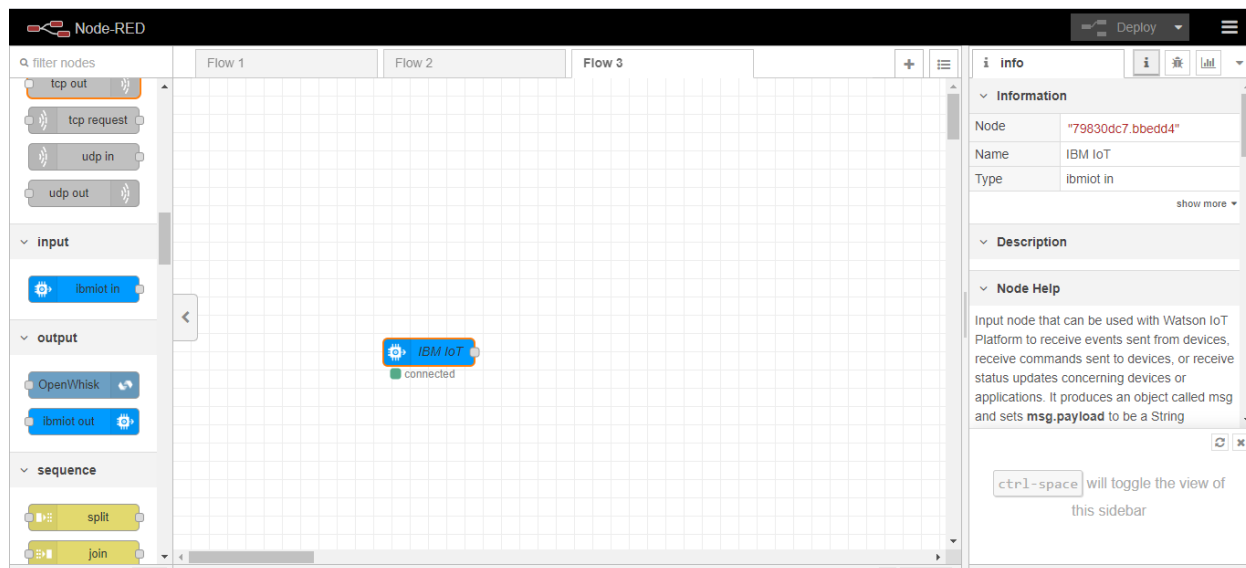 Node-RED
Deploy
filter nodes
Flow 1
Flow 2
Flow 3
i info
i
tcp out
tcp request
udp in
udp out
input
ibmiot in
output
OpenWhisk
ibmiot out
sequence
split
join
IBM IoT
connected
Information
Node "79830dc7.bbedd4"
Name IBM IoT
Type ibmiot in
show more
Description
Node Help
Input node that can be used with Watson IoT
Platform to receive events sent from devices,
receive commands sent to devices, or receive
status updates concerning devices or
applications. It produces an object called msg
and sets msg.payload to be a String
ctrl-space will toggle the view of
this sidebar